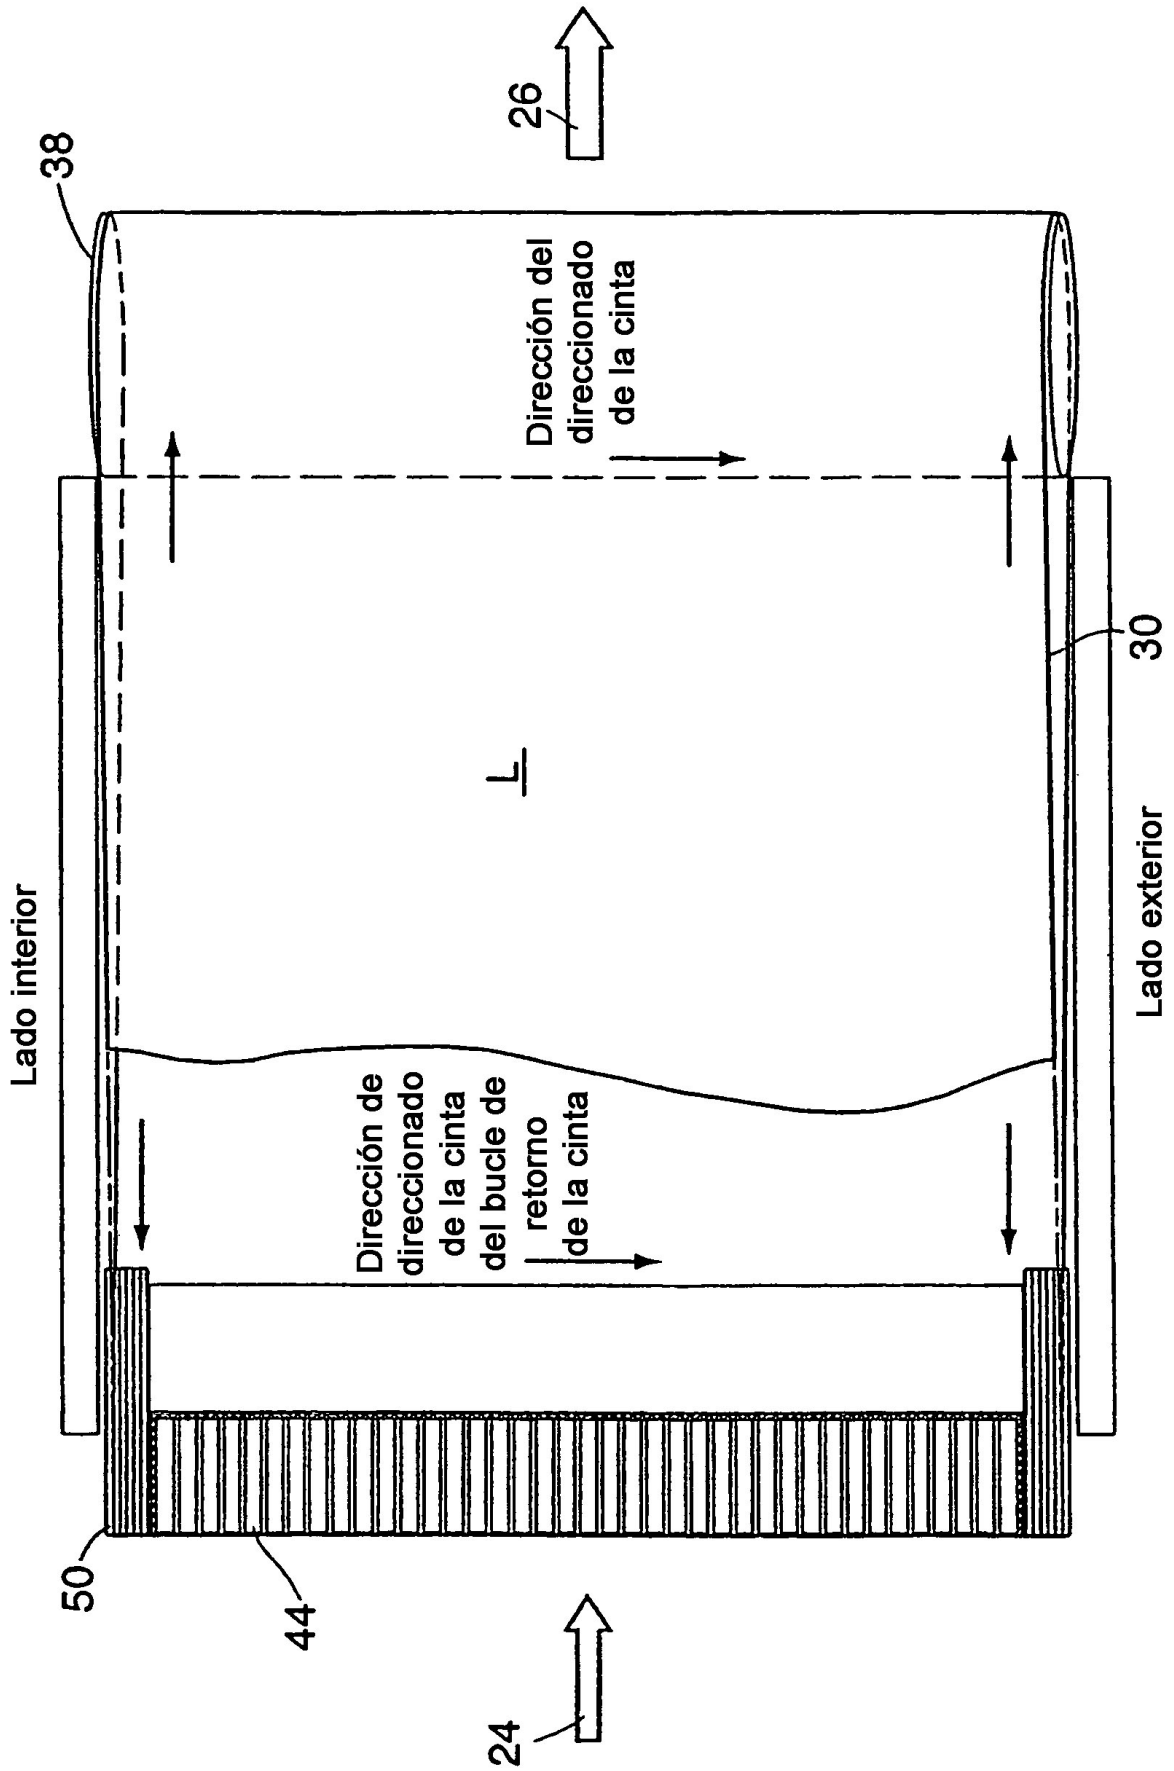 Lado interior
38
26
Dirección del
direccionado
de la cinta
50
44
Dirección de
direccionado
de la cinta
del bucle de
retorno
de la cinta
L
24
30
Lado exterior